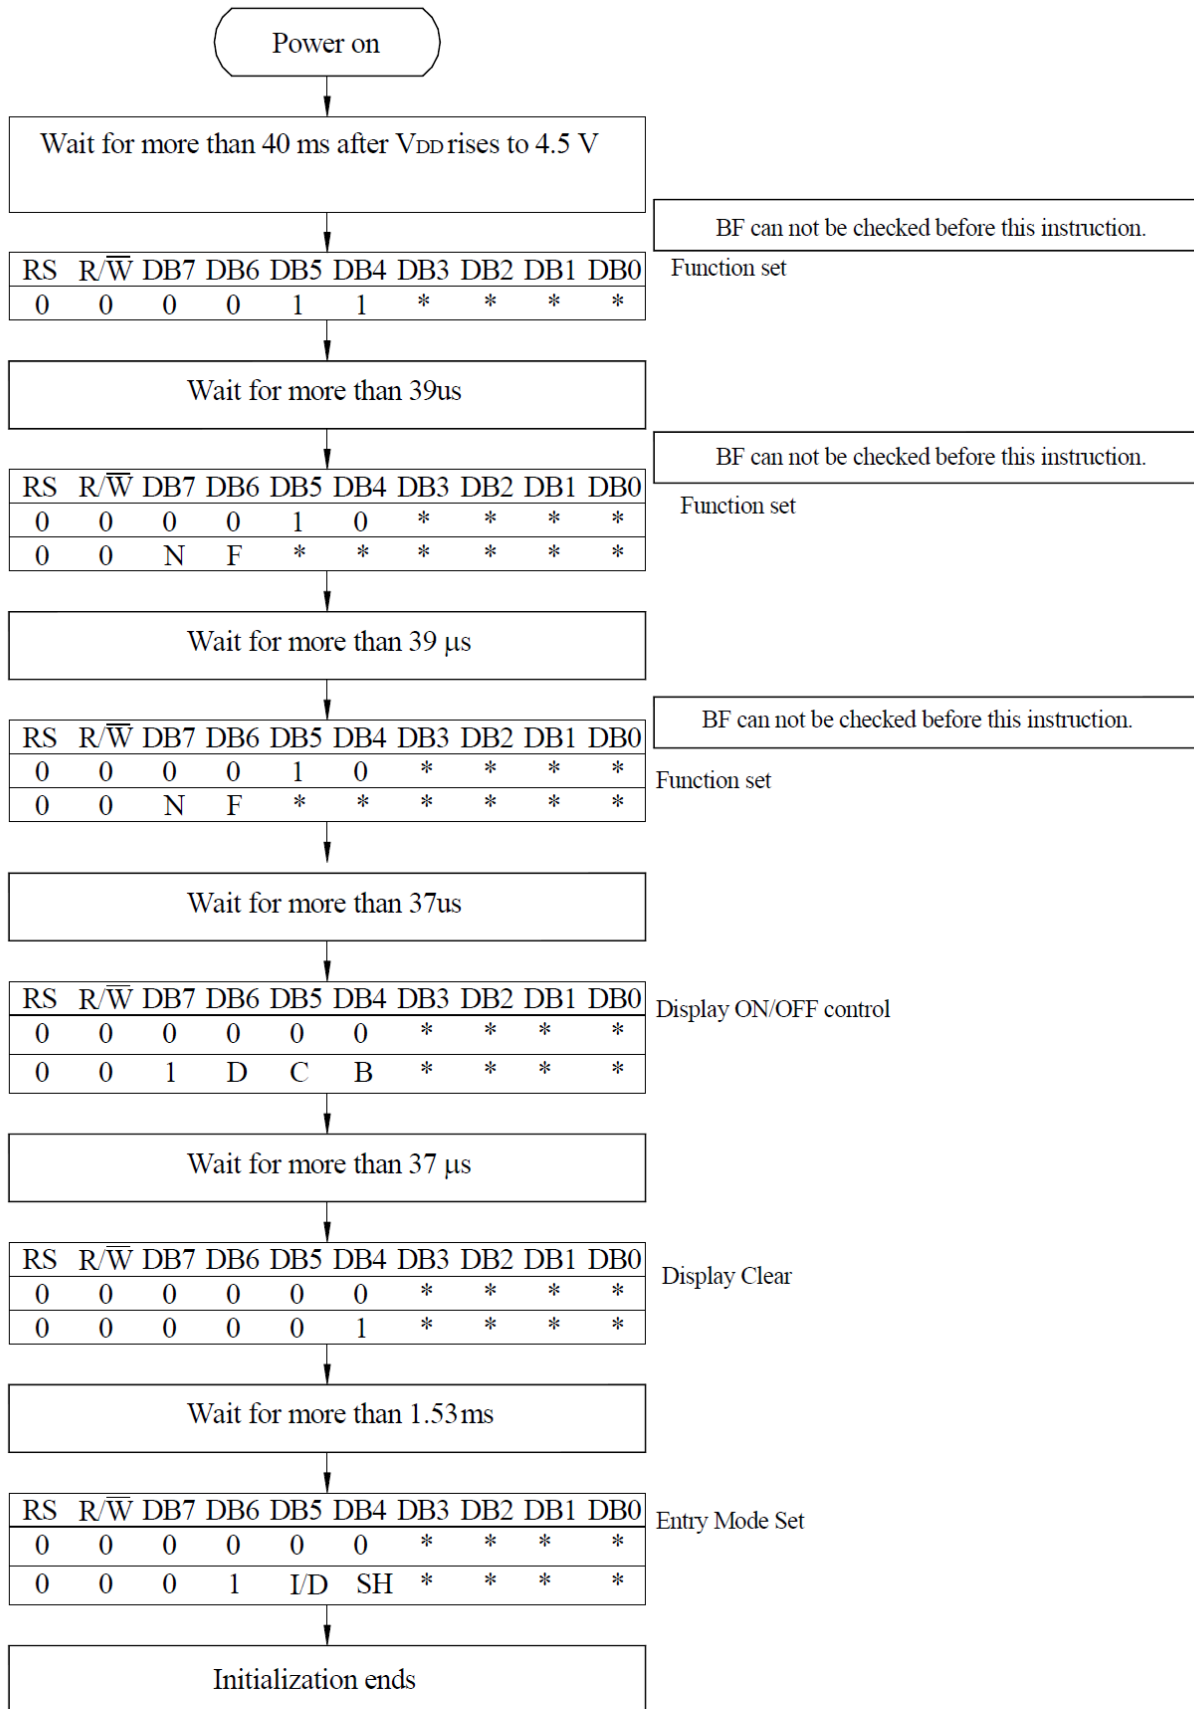 Power on
Wait for more than 40 ms after VDD rises to 4.5 V
BF can not be checked before this instruction.
RS R/W̅ DB7 DB6 DB5 DB4 DB3 DB2 DB1 DB0
Function set
0 0 0 0 1 1 * * * *
Wait for more than 39us
BF can not be checked before this instruction.
RS R/W̅ DB7 DB6 DB5 DB4 DB3 DB2 DB1 DB0
Function set
0 0 0 0 1 0 * * * *
0 0 N F * * * * * *
Wait for more than 39 μs
BF can not be checked before this instruction.
RS R/W̅ DB7 DB6 DB5 DB4 DB3 DB2 DB1 DB0
0 0 0 0 1 0 * * * *
Function set
0 0 N F * * * * * *
Wait for more than 37us
RS R/W̅ DB7 DB6 DB5 DB4 DB3 DB2 DB1 DB0
Display ON/OFF control
0 0 0 0 0 0 * * * *
0 0 1 D C B * * * *
Wait for more than 37 μs
RS R/W̅ DB7 DB6 DB5 DB4 DB3 DB2 DB1 DB0
Display Clear
0 0 0 0 0 0 * * * *
0 0 0 0 0 1 * * * *
Wait for more than 1.53ms
RS R/W̅ DB7 DB6 DB5 DB4 DB3 DB2 DB1 DB0
Entry Mode Set
0 0 0 0 0 0 * * * *
0 0 0 1 I/D SH * * * *
Initialization ends